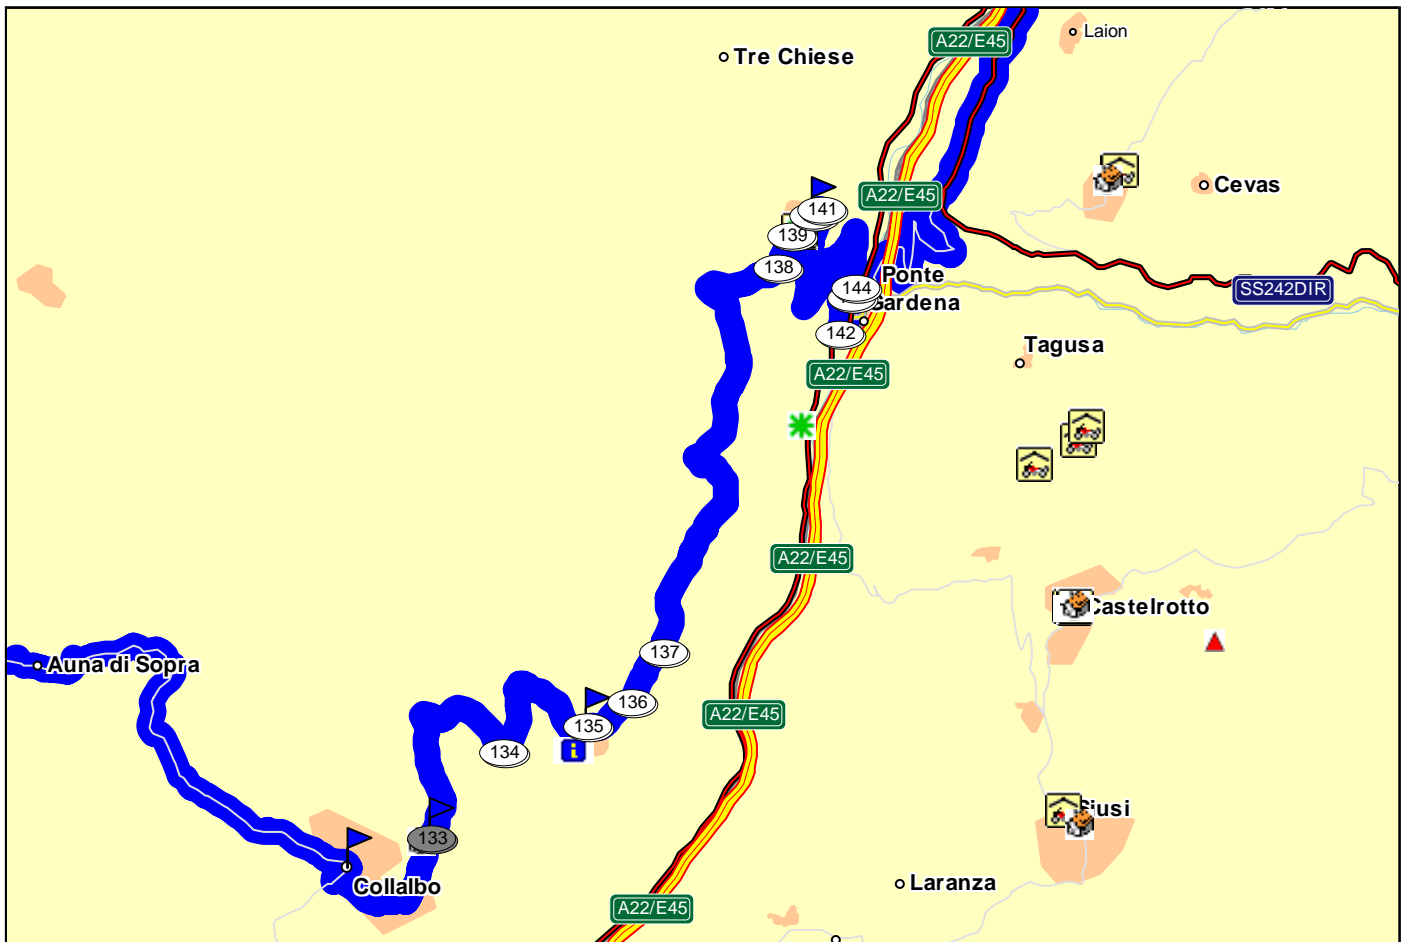 Laion
A22/E45
Tre Chiese
Cevas
A22/E45
141
139
138
Ponte
Gardena
144
SS242DIR
142
Tagusa
A22/E45
A22/E45
Castelrotto
137
Auna di Sopra
136
A22/E45
135
134
i
Siusi
133
Collalbo
Laranza
A22/E45